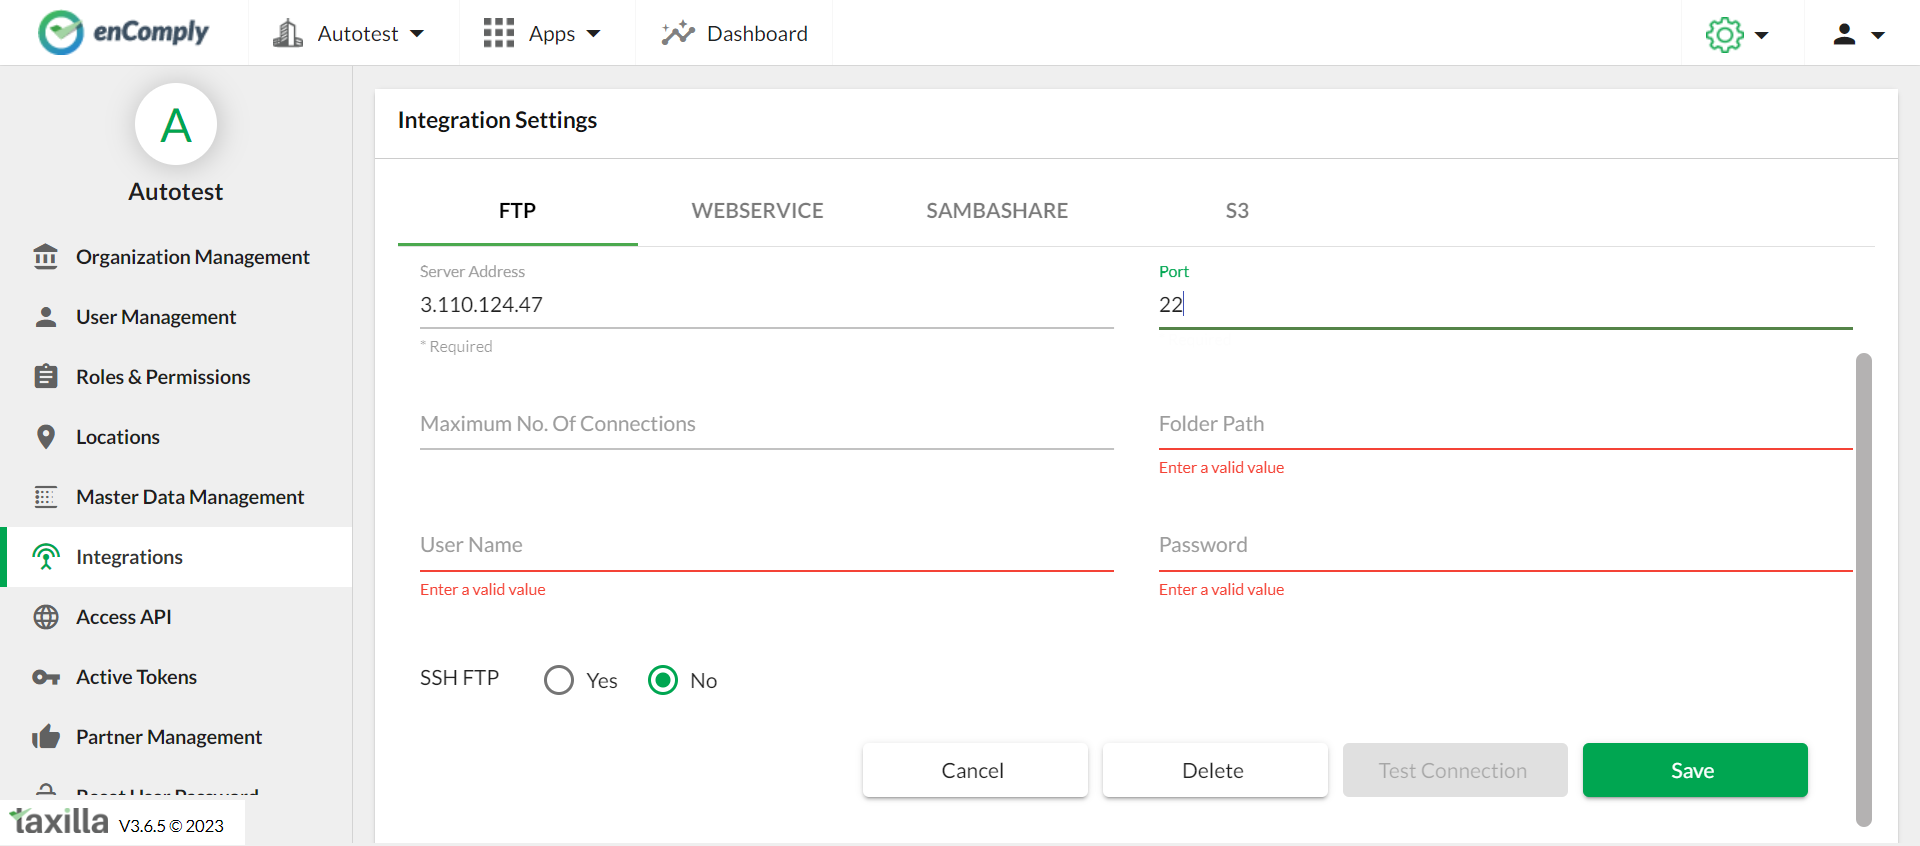 enComply
Autotest
Apps
Dashboard
A
Autotest
Organization Management
User Management
Roles & Permissions
Locations
Master Data Management
Integrations
Access API
Active Tokens
Partner Management
Reset User Password
taxilla V3.6.5 © 2023
Integration Settings
FTP WEBSERVICE SAMBASHARE S3
Server Address Port
3.110.124.47 22
* Required
Maximum No. Of Connections Folder Path
Enter a valid value
User Name Password
Enter a valid value Enter a valid value
SSH FTP Yes No
Cancel Delete Test Connection Save